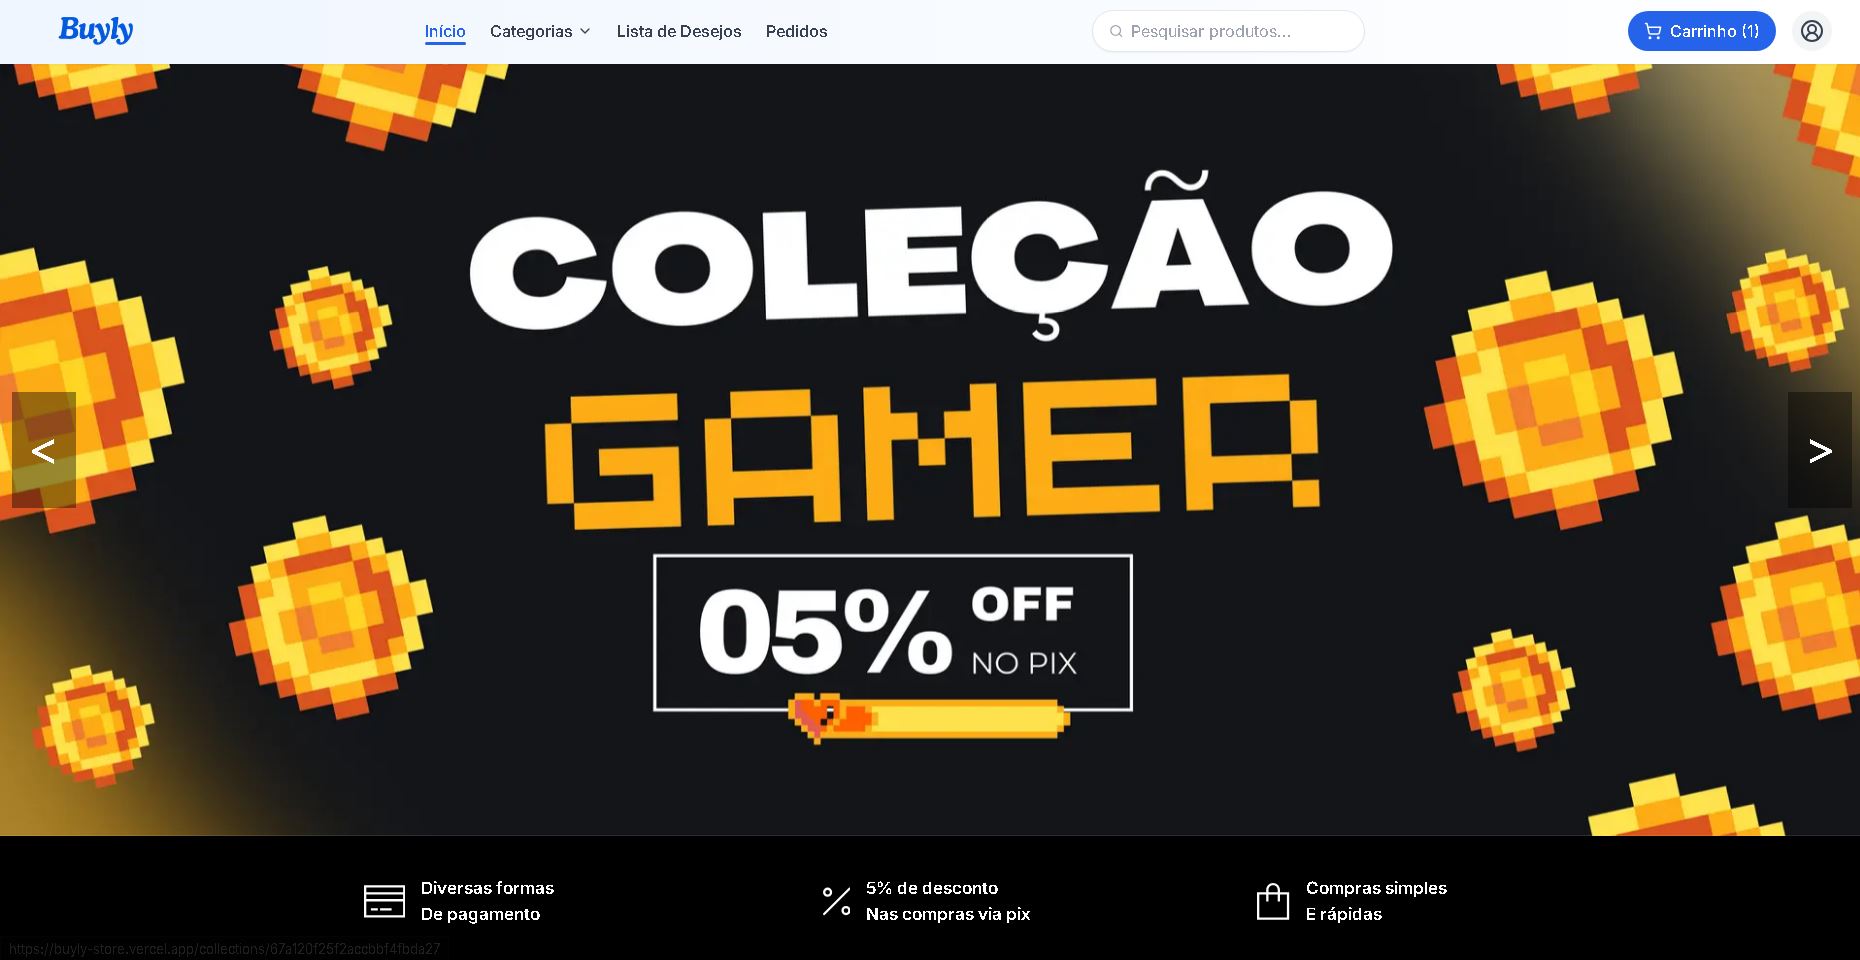 Buyly
Início
Categorias
Lista de Desejos
Pedidos
Pesquisar produtos...
Carrinho (1)
COLEÇÃO
GAMER
05% OFF
NO PIX
<
>
Diversas formas
De pagamento
5% de desconto
Nas compras via pix
Compras simples
E rápidas
https://buyly-store.vercel.app/collections/67a120f25f2accbbf4fbda27